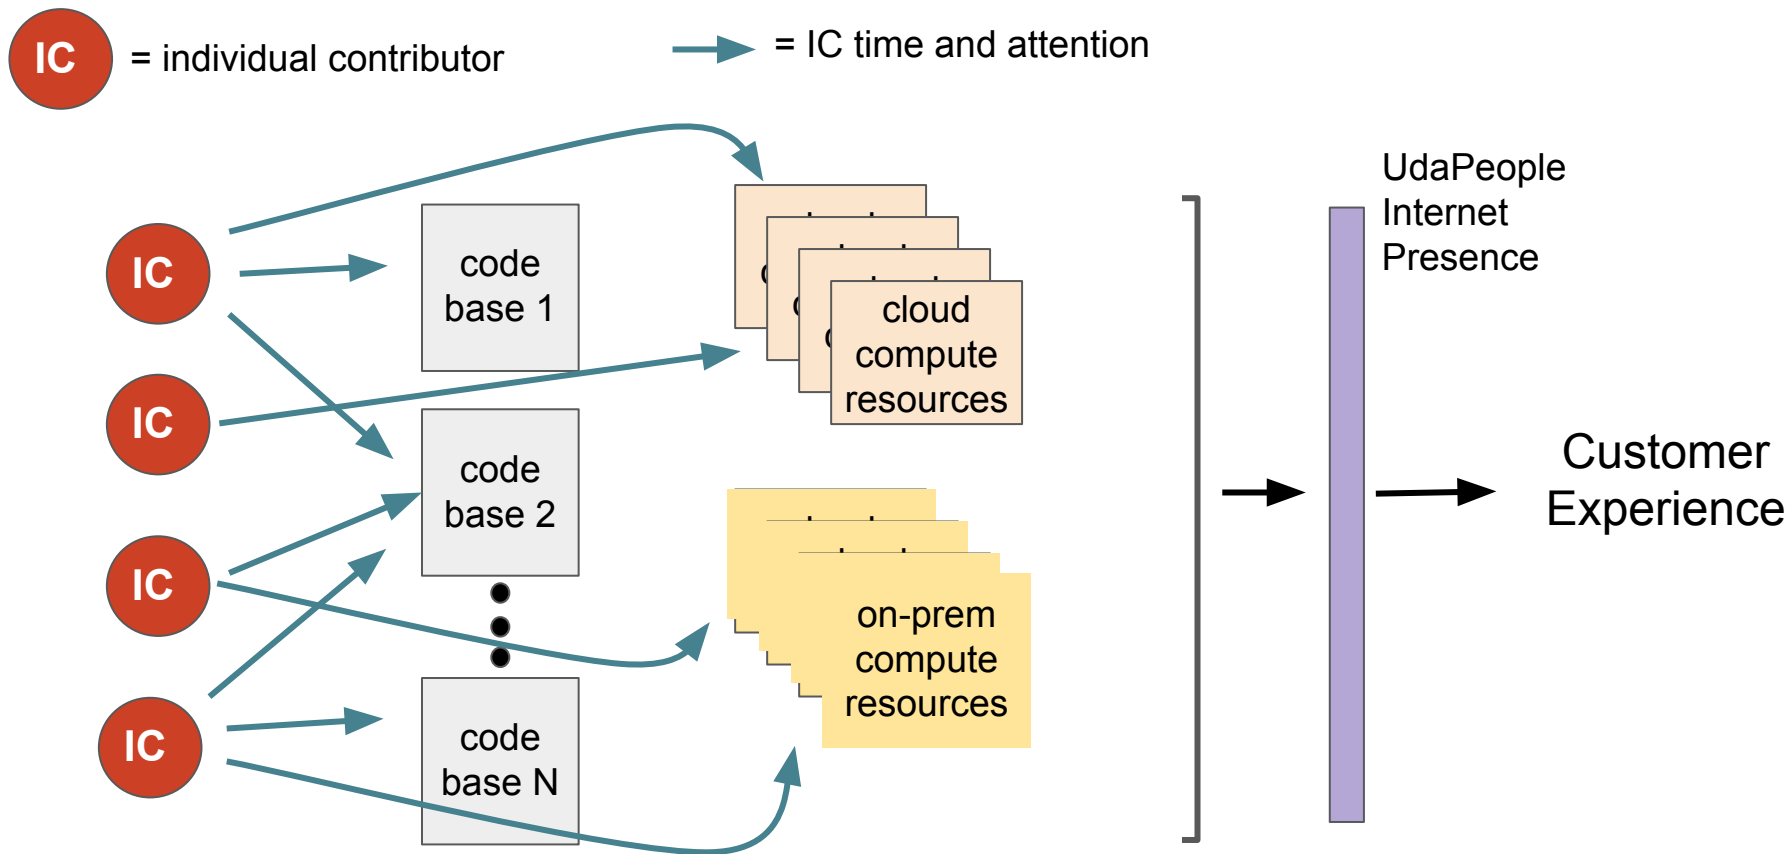 IC
= individual contributor
= IC time and attention
IC
IC
IC
IC
code
base 1
code
base 2
code
base N
cloud
compute
resources
on-prem
compute
resources
UdaPeople
Internet
Presence
Customer
Experience